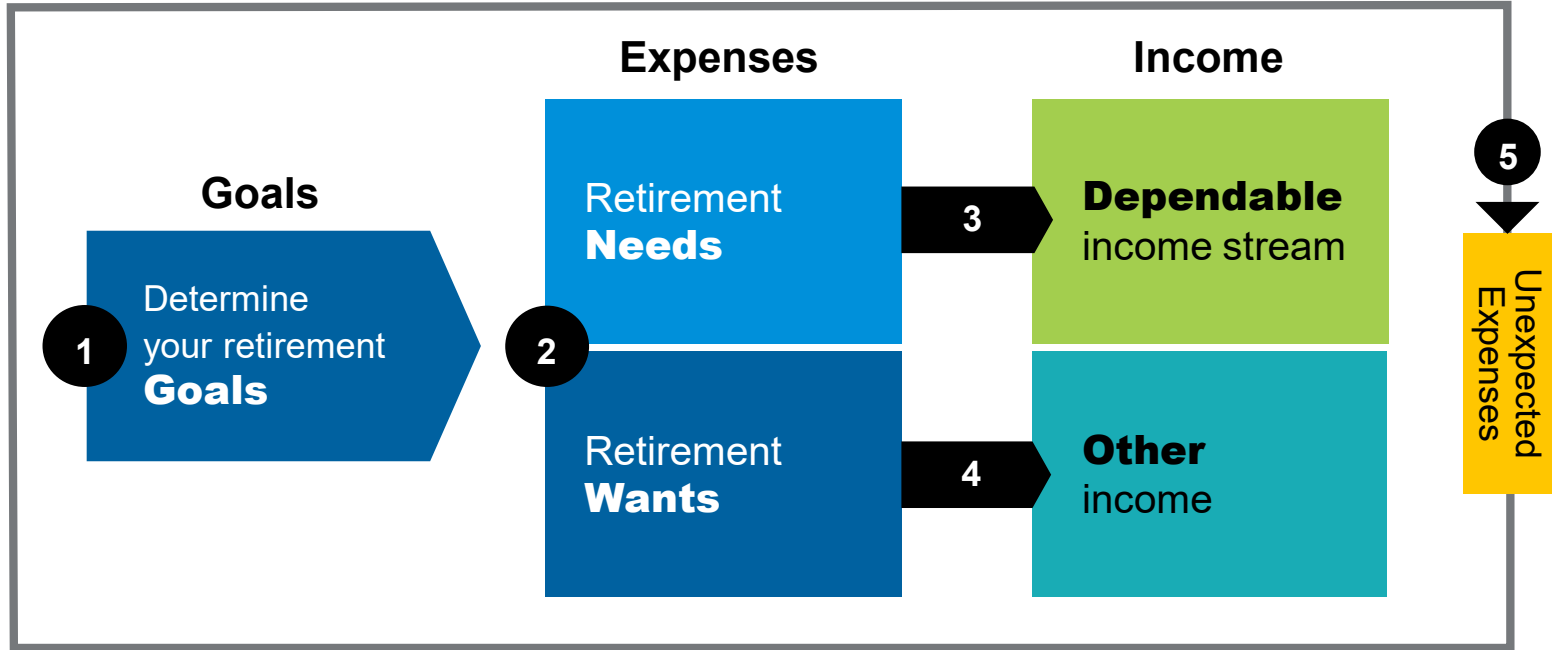 Goals
1
Determine
your retirement
Goals
Expenses
2
Retirement
Needs
Retirement
Wants
3
4
Income
Dependable
income stream
Other
income
5
Unexpected
Expenses